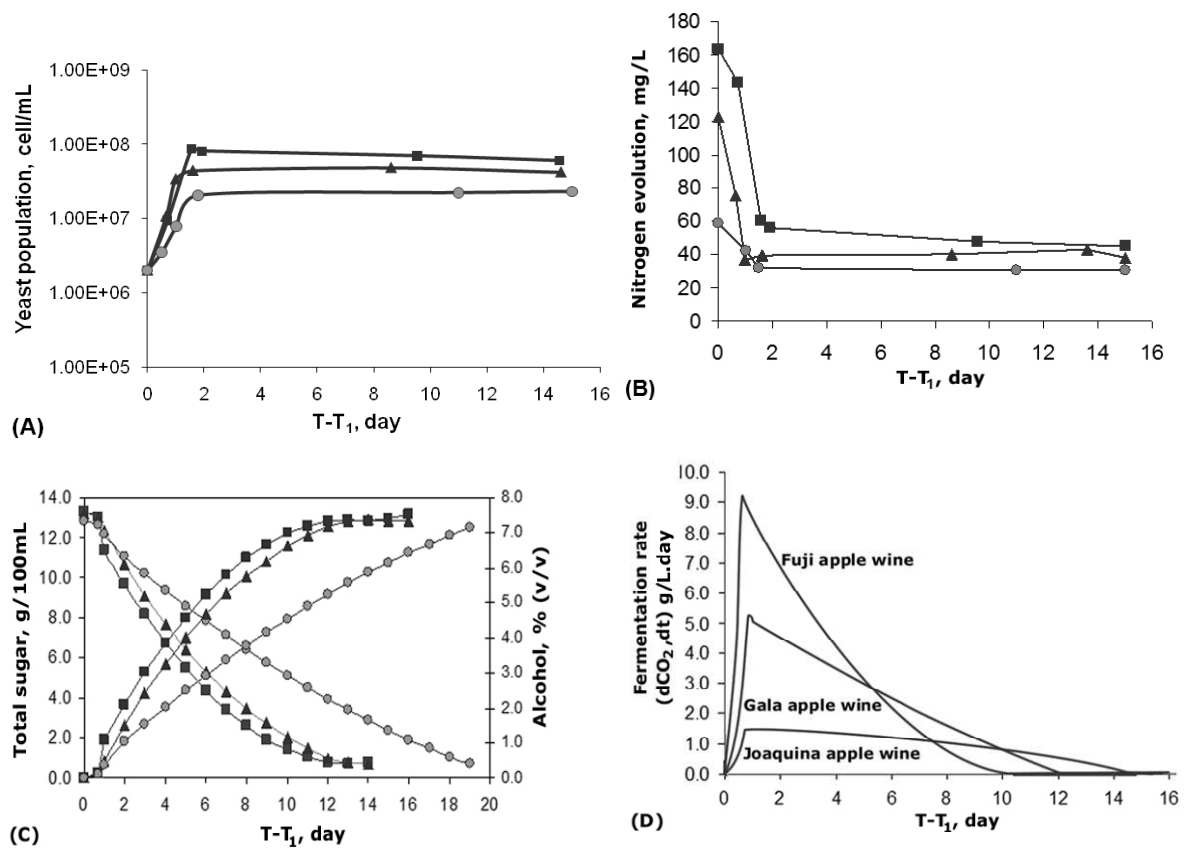 1.00E+09
1.00E+08
1.00E+07
1.00E+06
1.00E+05
Yeast population, cell/mL
0 2 4 6 8 10 12 14 16
T-T1, day
(A)
180
160
140
120
100
80
60
40
20
0
Nitrogen evolution, mg/L
0 2 4 6 8 10 12 14 16
T-T1, day
(B)
14.0
12.0
10.0
8.0
6.0
4.0
2.0
0.0
Total sugar, g/100mL
8.0
7.0
6.0
5.0
4.0
3.0
2.0
1.0
0.0
Alcohol, % (v/v)
0 2 4 6 8 10 12 14 16 18 20
T-T1, day
(C)
10.0
9.0
8.0
7.0
6.0
5.0
4.0
3.0
2.0
1.0
0.0
Fermentation rate
(dCO2,dt) g/L.day
Fuji apple wine
Gala apple wine
Joaquina apple wine
0 2 4 6 8 10 12 14 16
T-T1, day
(D)